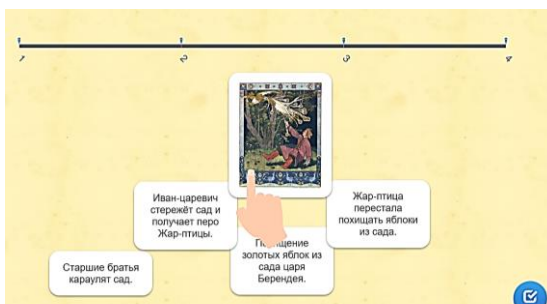 1 2 3 4
Иван-царевич
стережёт сад и
получает перо
Жар-птицы.
Жар-птица
перестала
похищать яблоки
из сада.
золотых яблок из
сада царя
Берендея.
Старшие братья
караулят сад.